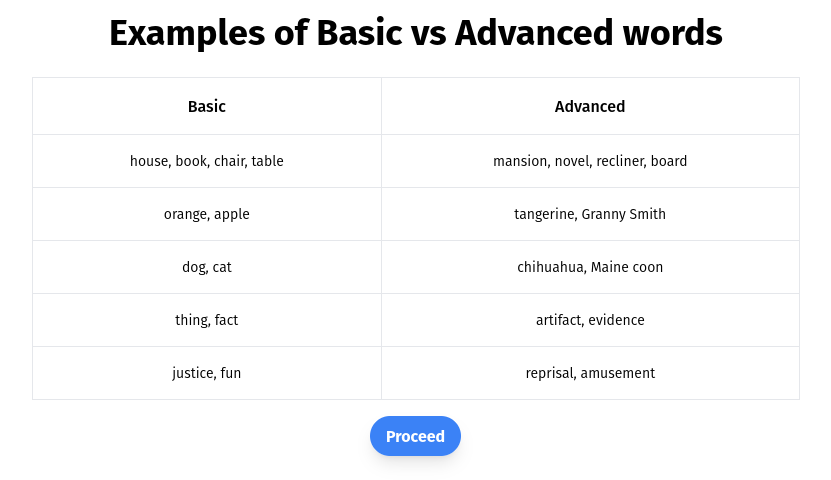 Examples of Basic vs Advanced words
Basic Advanced
house, book, chair, table mansion, novel, recliner, board
orange, apple tangerine, Granny Smith
dog, cat chihuahua, Maine coon
thing, fact artifact, evidence
justice, fun reprisal, amusement
Proceed